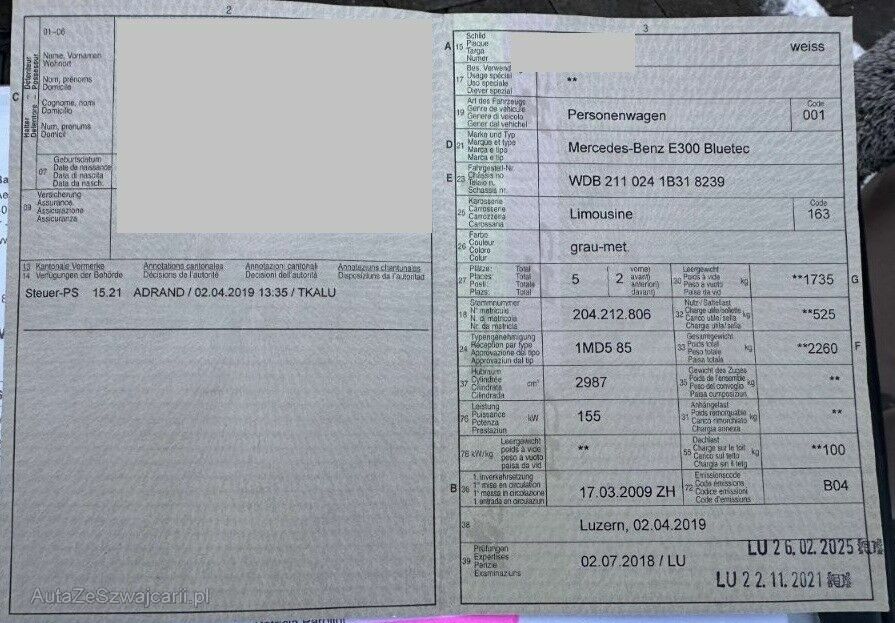 2
01-06
Name, Vornamen
Wohnort
Nom, prénoms
Domicile
Cognome, nomi
Domicilio
Num, prenums
Domicil
C
Halter Détenteur
Detentore Possessur
07
Geburtsdatum
Date de naissance
Data di nascita
Data da nasch.
09
Versicherung
Assurance
Assicurazione
Assicuranza
13 Kantonale Vermerke Annotations cantonales Annotazioni cantonali Annotaziuns chantunalas
14 Verfügungen der Behörde Décisions de l'autorité Decisioni dell'autorità Disposiziuns da l'autoritad
Steuer-PS 15.21 ADRAND / 02.04.2019 13:35 / TKALU
3
A 15 Schild
Plaque
Targa
Numer
weiss
17 Bes. Verwend
Usage spécial
Uso speciale
Diever spezial
**
19 Art des Fahrzeugs
Genre de véhicule
Genere di veicolo
Gener dal vehichel
Personenwagen
Code
001
D 21 Marke und Typ
Marque et type
Marca e tipo
Marca e tip
Mercedes-Benz E300 Bluetec
E 23 Fahrgestell-Nr.
Châssis no
Telaio n.
Schassis nr.
WDB 211 024 1B31 8239
25 Karosserie
Carrosserie
Carrozzeria
Carossaria
Limousine
Code
163
26 Farbe
Couleur
Colore
Colur
grau-met.
27 Plätze: Total
Places: Total
Posti: Totale
Plazs: Total
5 2
vorne)
avant)
anteriori)
davant)
30 Leergewicht
Poids à vide
Peso a vuoto
Paisa da vid
kg
**1735 G
18 Stammnummer
N° matricule
N. di matricola
Nr. da matricla
204.212.806
32 Nutz-/Sattellast
Charge utile/sellette
Carico utile/sella
Chargia utila/sella
kg
**525
24 Typengenehmigung
Réception par type
Approvazione del tipo
Approvaziun dal tip
1MD5 85
33 Gesamtgewicht
Poids total
Peso totale
Paisa totala
kg
**2260 F
37 Hubraum
Cylindrée
Cilindrata
Cilindrada
cm³
2987
35 Gewicht des Zuges
Poids de l'ensemble
Peso del convoglio
Paisa cumposiziun
kg
**
76 Leistung
Puissance
Potenza
Prestaziun
kW
155
31 Anhängelast
Poids remorquable
Carico rimorchiato
Chargia annexa
kg
**
78 kW/kg
Leergewicht
poids à vide
peso a vuoto
paisa da vid
**
55 Dachlast
Charge sur le toit
Carico sul tetto
Chargia sin il tetg
kg
**100
B 36 1. Inverkehrsetzung
1re mise en circulation
1a messa in circolazione
1. entrada en circulaziun
17.03.2009 ZH
72 Emissionscode
Code émissions
Codice emissioni
Code d'emissiuns
B04
38
Luzern, 02.04.2019
39 Prüfungen
Expertises
Perizie
Examinaziuns
02.07.2018 / LU
LU 26.02.2025
LU 22.11.2021
AutaZeSzwajcarii.pl